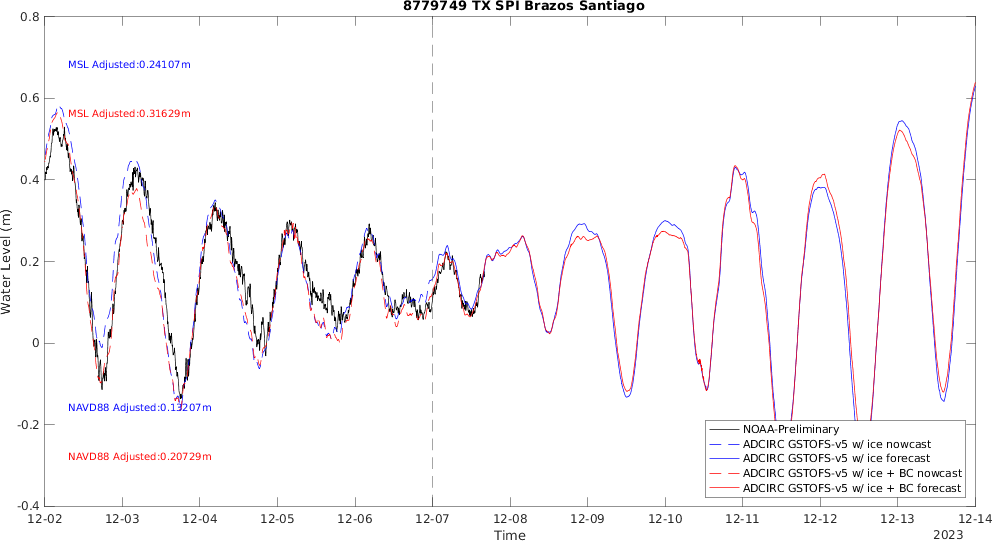 8779749 TX SPI Brazos Santiago
0.8
0.6
0.4
0.2
0
-0.2
-0.4
Water Level (m)
MSL Adjusted:0.24107m
MSL Adjusted:0.31629m
NAVD88 Adjusted:0.13207m
NAVD88 Adjusted:0.20729m
NOAA-Preliminary
ADCIRC GSTOFS-v5 w/ ice nowcast
ADCIRC GSTOFS-v5 w/ ice forecast
ADCIRC GSTOFS-v5 w/ ice + BC nowcast
ADCIRC GSTOFS-v5 w/ ice + BC forecast
12-02 12-03 12-04 12-05 12-06 12-07 12-08 12-09 12-10 12-11 12-12 12-13 12-14
Time
2023